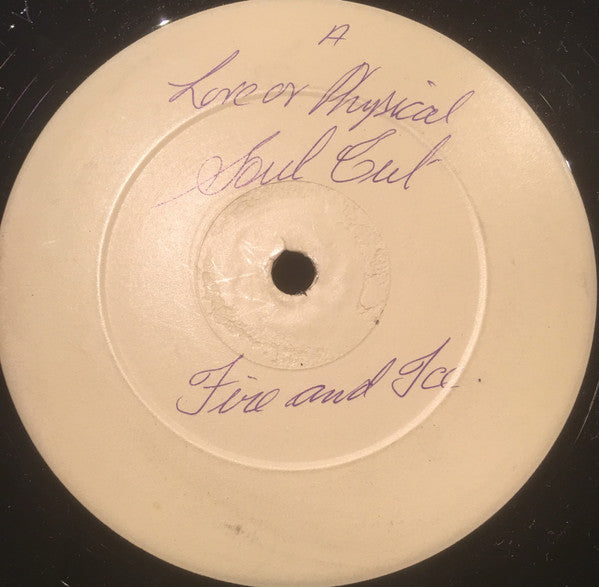 A
Love or Physical
Soul Cut
Fire and Ice